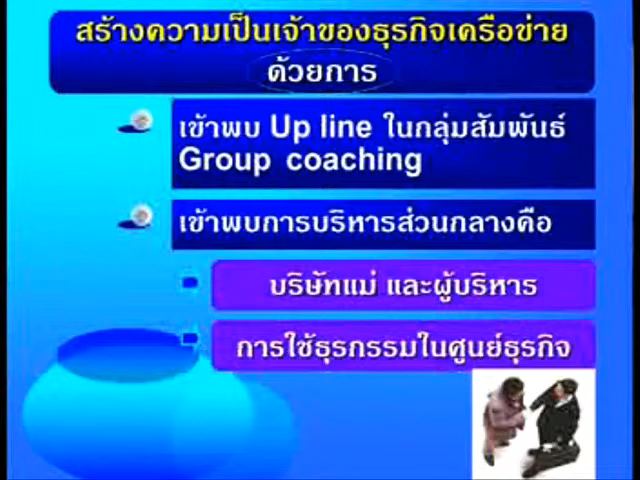 สร้างความเป็นเจ้าของธุรกิจเครือข่าย
ด้วยการ
เข้าพบ Up line ในกลุ่มสัมพันธ์
Group coaching
เข้าพบการบริหารส่วนกลางคือ
บริษัทแม่ และผู้บริหาร
การใช้ธุรกรรมในศูนย์ธุรกิจ